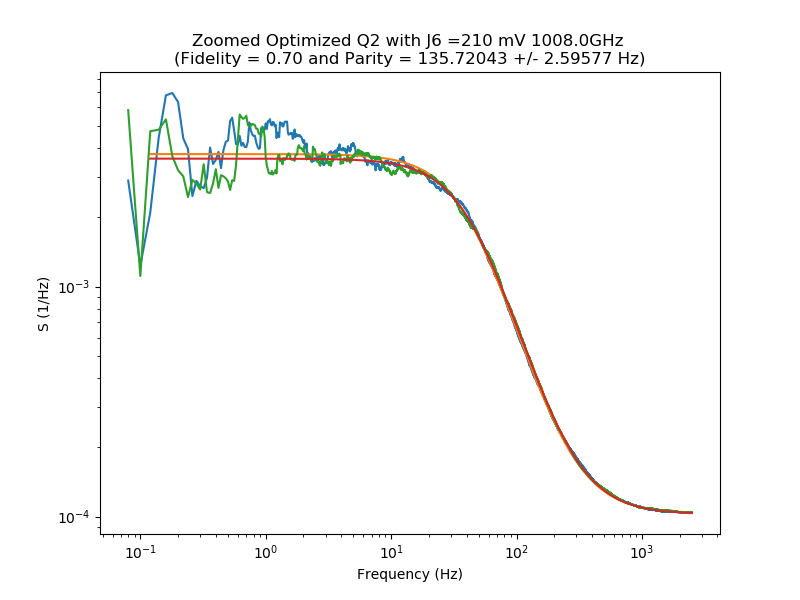 Zoomed Optimized Q2 with J6 =210 mV 1008.0GHz
(Fidelity = 0.70 and Parity = 135.72043 +/- 2.59577 Hz)
S (1/Hz)
10⁻³
10⁻⁴
10⁻¹ 10⁰ 10¹ 10² 10³
Frequency (Hz)